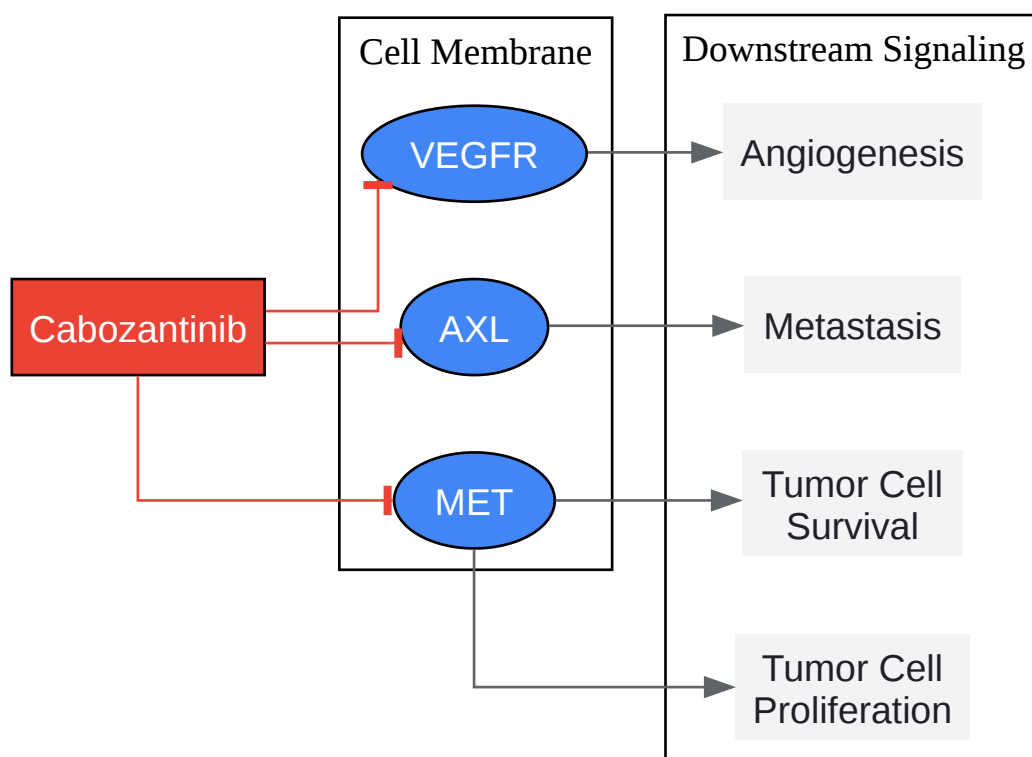 Cell Membrane
Downstream Signaling
VEGFR
Angiogenesis
Cabozantinib
AXL
Metastasis
MET
Tumor Cell
Survival
Tumor Cell
Proliferation